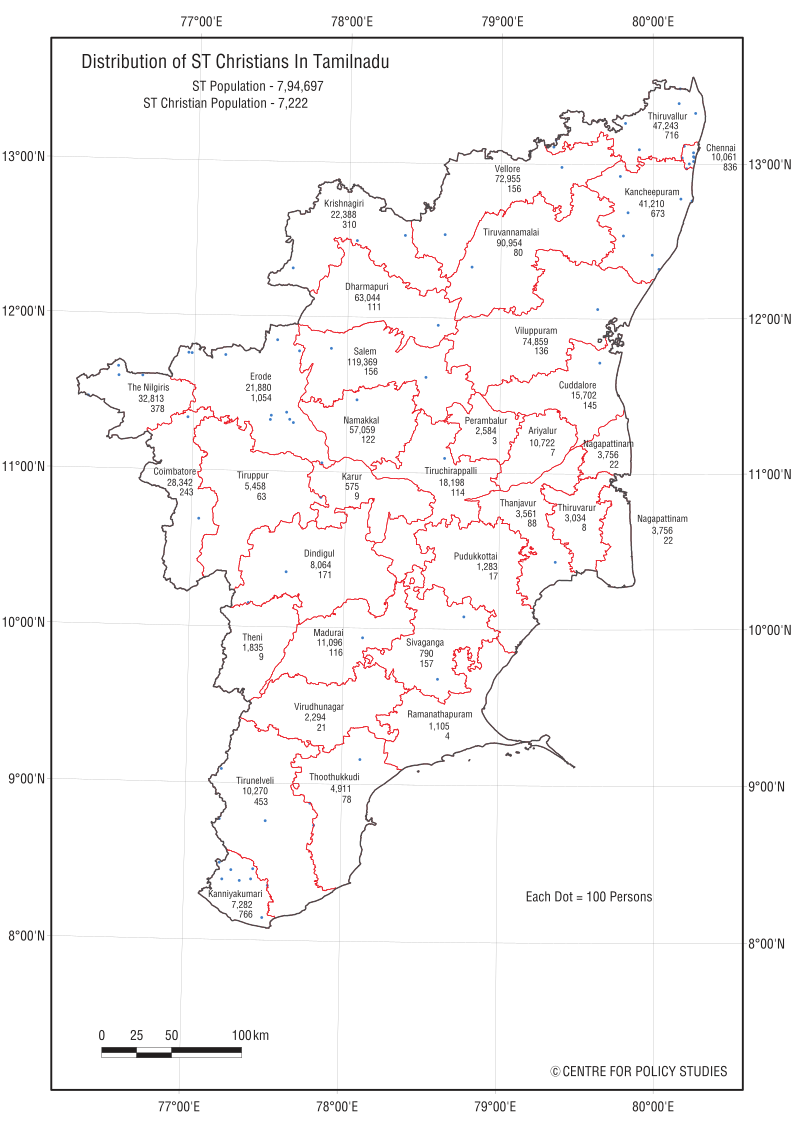 77°00'E 78°00'E 79°00'E 80°00'E
Distribution of ST Christians In Tamilnadu
ST Population - 7,94,697
ST Christian Population - 7,222
Thiruvallur
47,243
716
Chennai
10,061
836
13°00'N
13°00'N
Vellore
72,955
156
Kancheepuram
41,210
673
Krishnagiri
22,388
310
Tiruvannamalai
90,954
80
Dharmapuri
63,044
111
12°00'N
12°00'N
Viluppuram
74,859
136
Salem
119,369
156
Erode
21,880
1,054
The Nilgiris
32,813
378
Cuddalore
15,702
145
Namakkal
57,059
122
Perambalur
2,584
3
Ariyalur
10,722
7
Nagapattinam
3,756
22
11°00'N
11°00'N
Coimbatore
28,342
243
Tiruppur
5,458
63
Karur
575
9
Tiruchirappalli
18,198
114
Thanjavur
3,561
88
Thiruvarur
3,034
8
Nagapattinam
3,756
22
Dindigul
8,064
171
Pudukkottai
1,283
17
10°00'N
10°00'N
Theni
1,835
9
Madurai
11,096
116
Sivaganga
790
157
Virudhunagar
2,294
21
Ramanathapuram
1,105
4
9°00'N
9°00'N
Tirunelveli
10,270
453
Thoothukkudi
4,911
78
Kanniyakumari
7,282
766
Each Dot = 100 Persons
8°00'N
8°00'N
0 25 50 100 km
© CENTRE FOR POLICY STUDIES
77°00'E 78°00'E 79°00'E 80°00'E